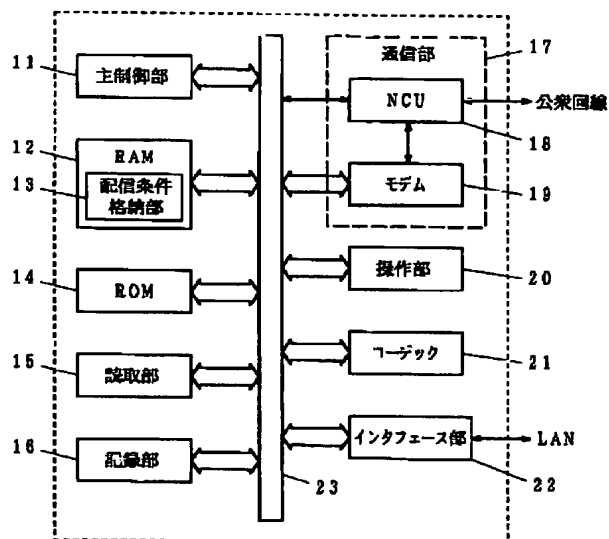 11
主制御部
12
RAM
13
配信条件
格納部
14
ROM
15
読取部
16
記録部
17
通信部
NCU
公衆回線
18
モデム
19
操作部
20
コーデック
21
インタフェース部
LAN
22
23